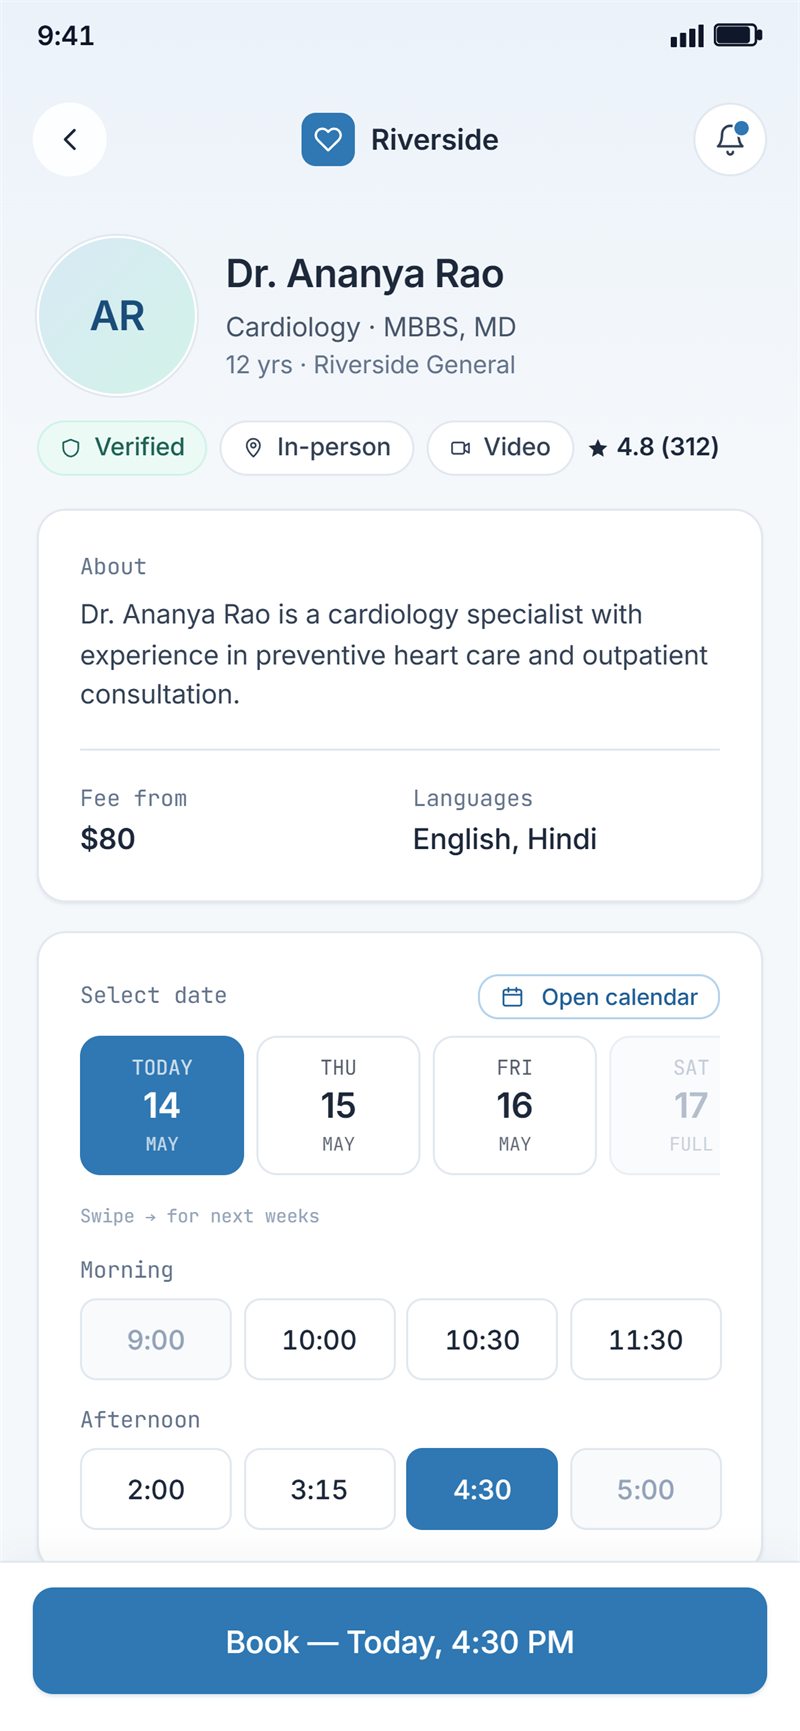 9:41
Riverside
AR
Dr. Ananya Rao
Cardiology · MBBS, MD
12 yrs · Riverside General
Verified
In-person
Video
★ 4.8 (312)
About
Dr. Ananya Rao is a cardiology specialist with
experience in preventive heart care and outpatient
consultation.
Fee from
$80
Languages
English, Hindi
Select date
Open calendar
TODAY
14
MAY
THU
15
MAY
FRI
16
MAY
SAT
17
FULL
Swipe → for next weeks
Morning
9:00
10:00
10:30
11:30
Afternoon
2:00
3:15
4:30
5:00
Book — Today, 4:30 PM